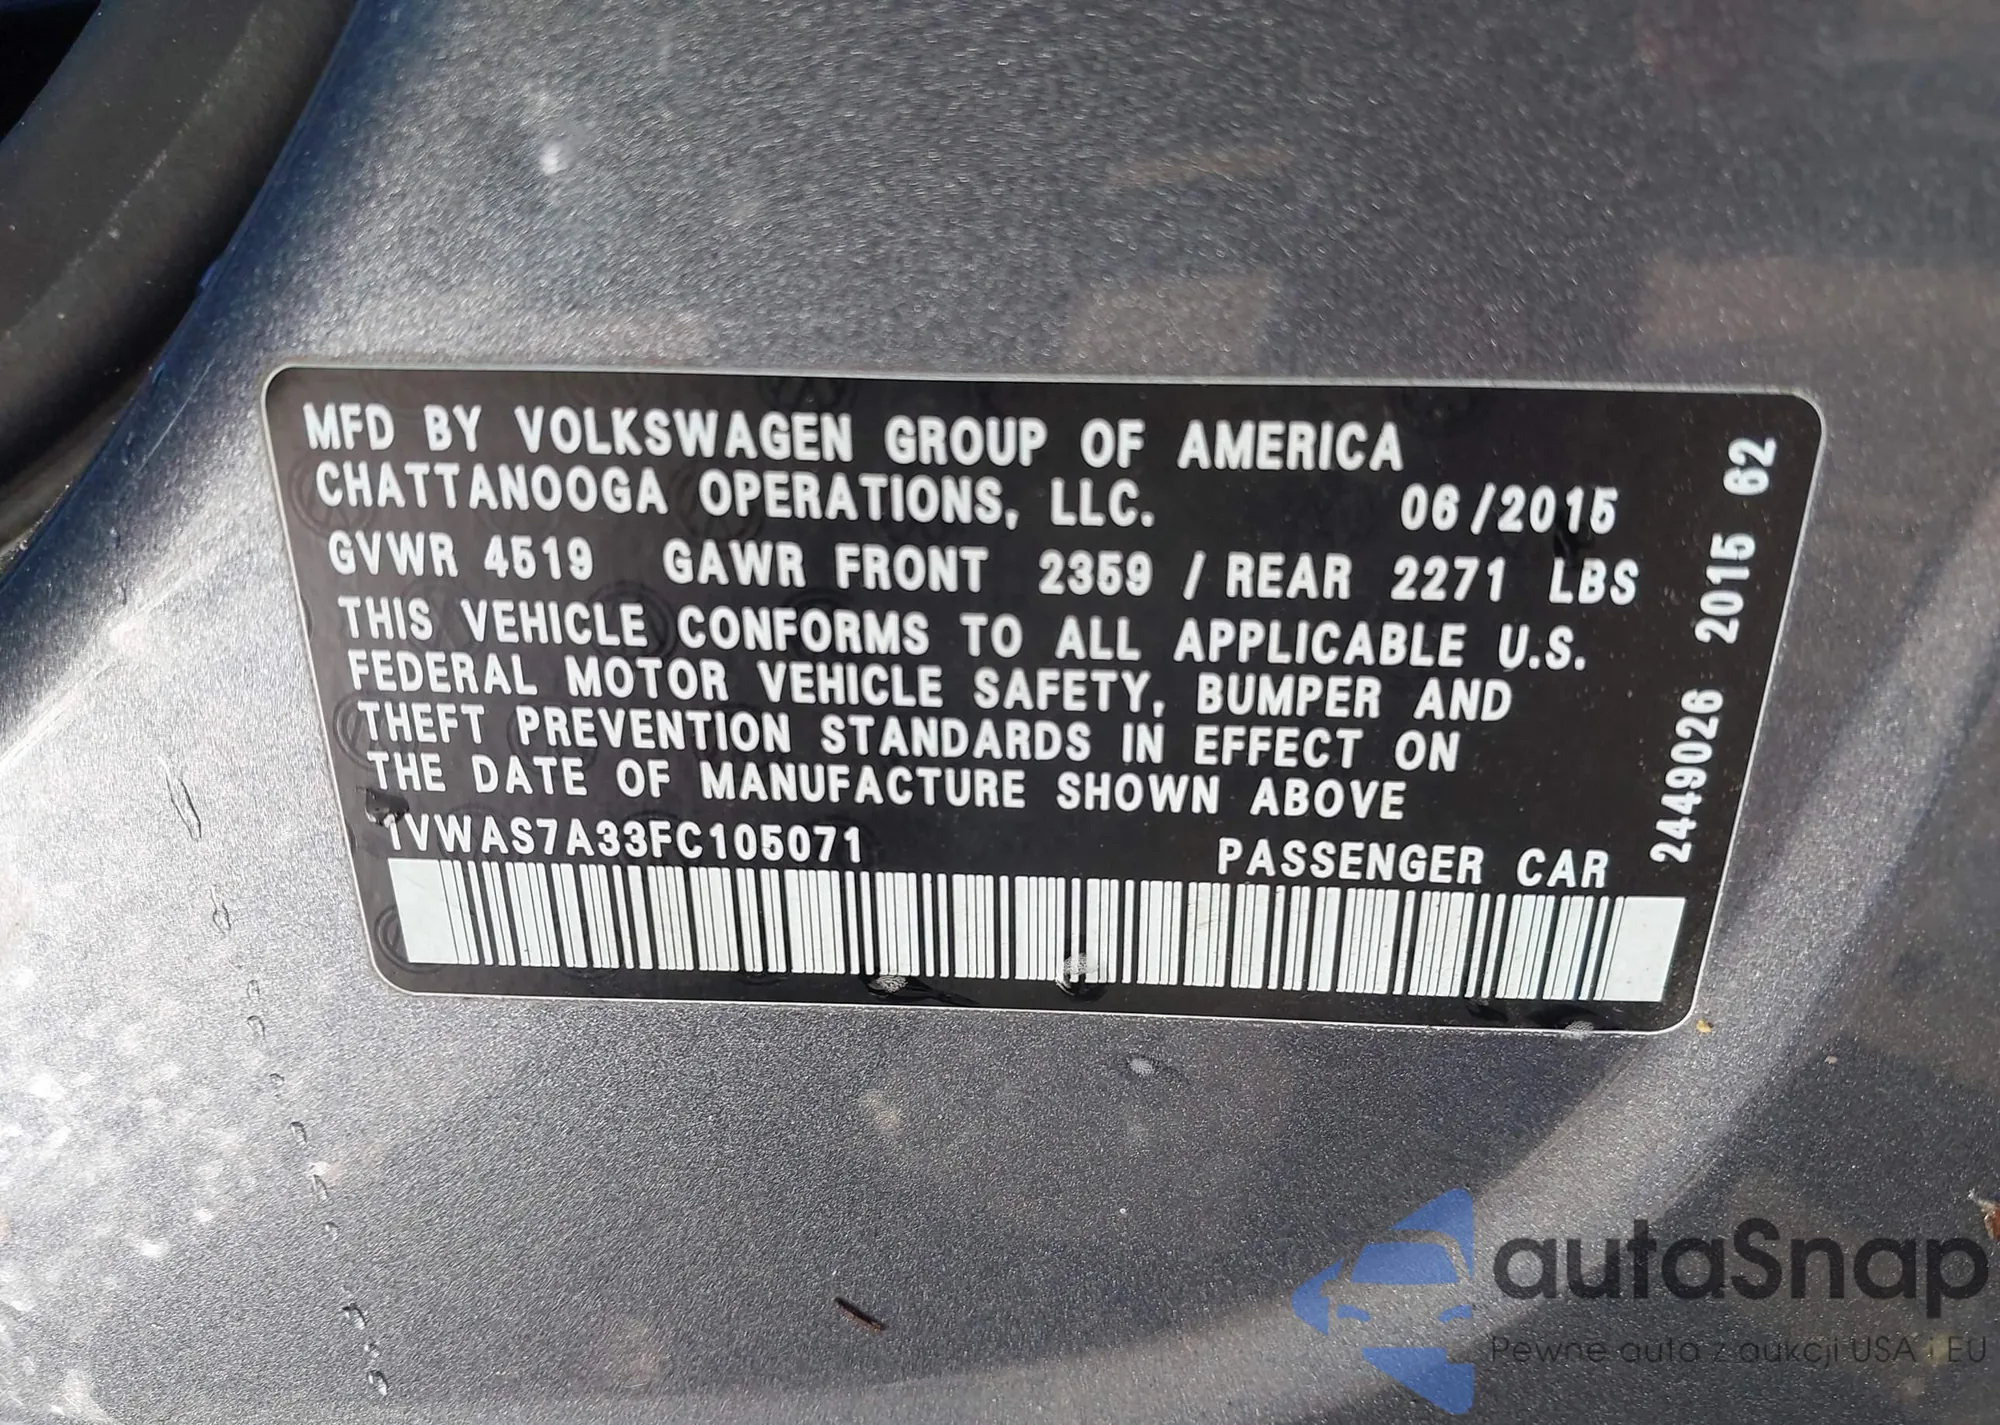 MFD BY VOLKSWAGEN GROUP OF AMERICA
CHATTANOOGA OPERATIONS, LLC. 06/2015
GVWR 4519 GAWR FRONT 2359 / REAR 2271 LBS
THIS VEHICLE CONFORMS TO ALL APPLICABLE U.S.
FEDERAL MOTOR VEHICLE SAFETY, BUMPER AND
THEFT PREVENTION STANDARDS IN EFFECT ON
THE DATE OF MANUFACTURE SHOWN ABOVE
1VWAS7A33FC105071 PASSENGER CAR
2449026 2015 62
autaSnap
Pewne auta z aukcji USA i EU